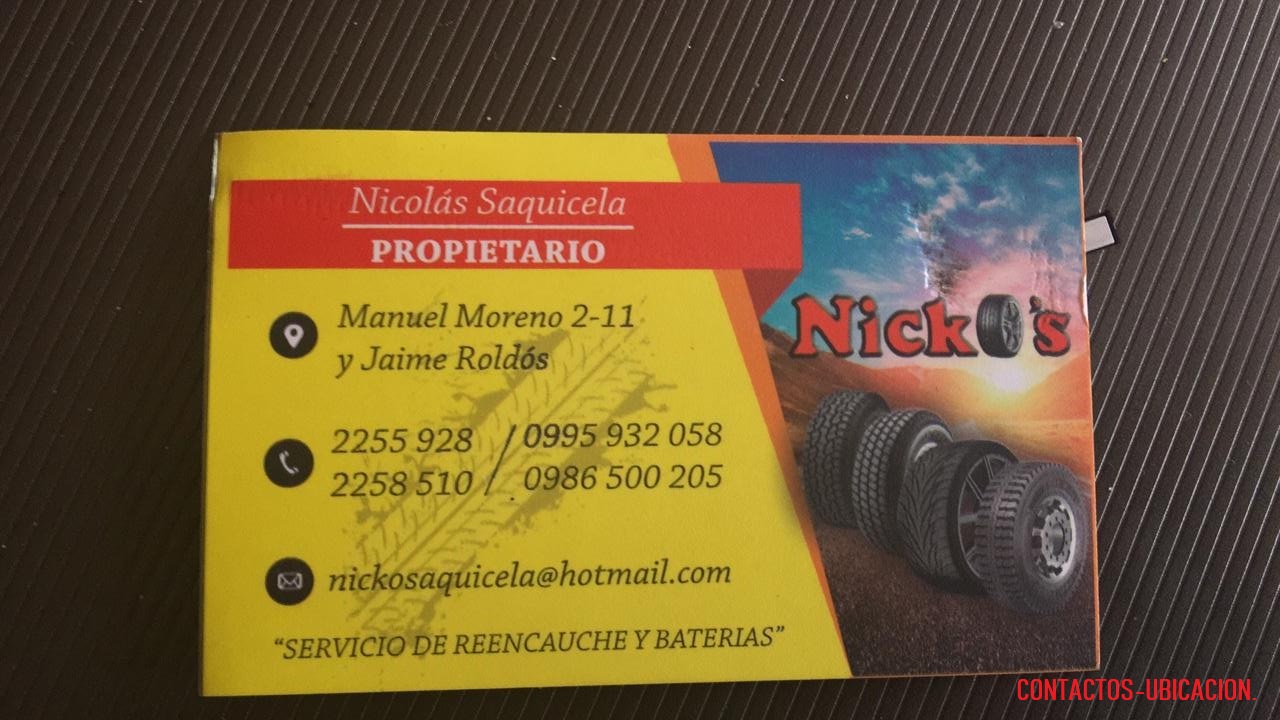 Nicolás Saquicela
PROPIETARIO
Manuel Moreno 2-11
y Jaime Roldós
2255 928 / 0995 932 058
2258 510 / 0986 500 205
nickosaquicela@hotmail.com
“SERVICIO DE REENCAUCHE Y BATERIAS”
Nicko's
CONTACTOS-UBICACION.